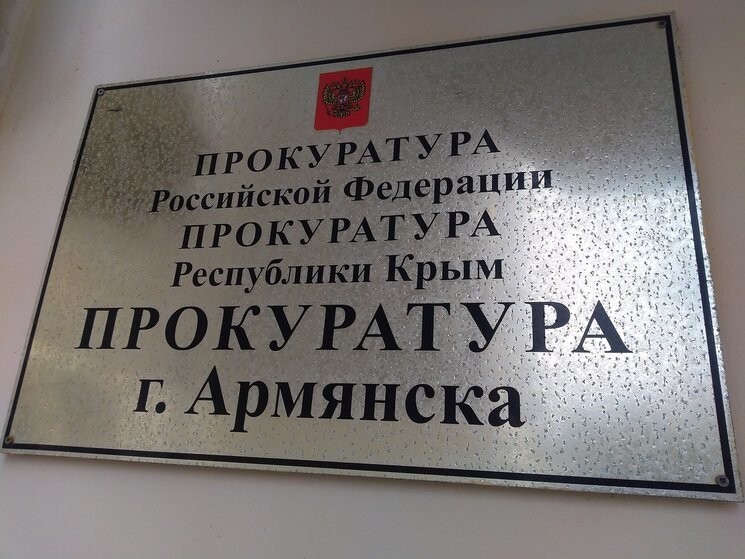 ПРОКУРАТУРА
Российской Федерации
ПРОКУРАТУРА
Республики Крым
ПРОКУРАТУРА
г. Армянска